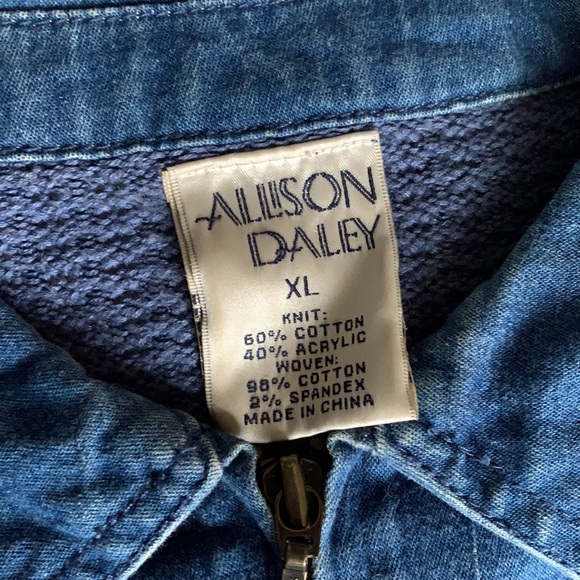 ALLISON
DALEY
XL
KNIT:
60% COTTON
40% ACRYLIC
WOVEN:
98% COTTON
2% SPANDEX
MADE IN CHINA